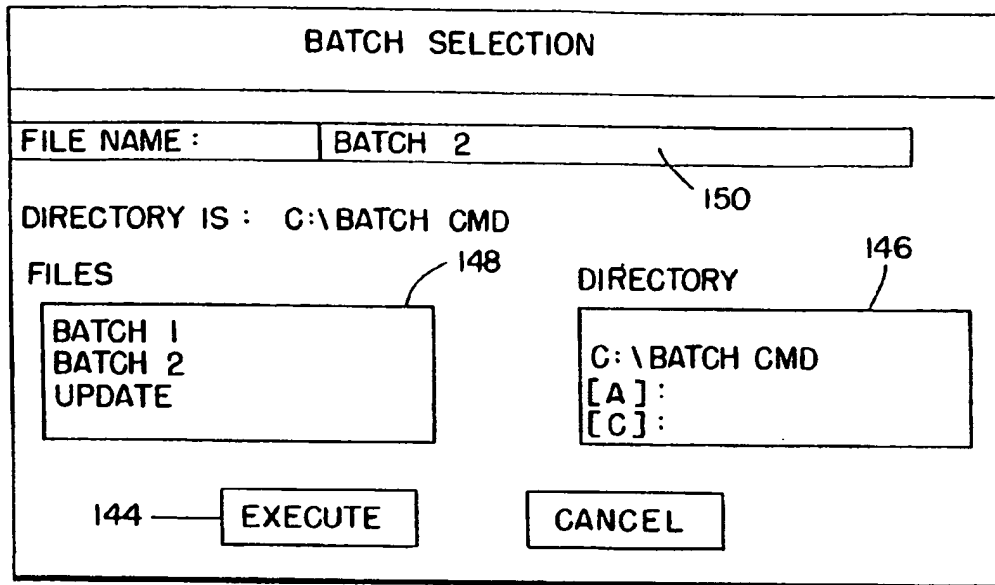 BATCH SELECTION
FILE NAME : BATCH 2
150
DIRECTORY IS : C:\BATCH CMD
FILES 148
BATCH 1
BATCH 2
UPDATE
DIRECTORY 146
C:\BATCH CMD
[A]:
[C]:
144 EXECUTE CANCEL